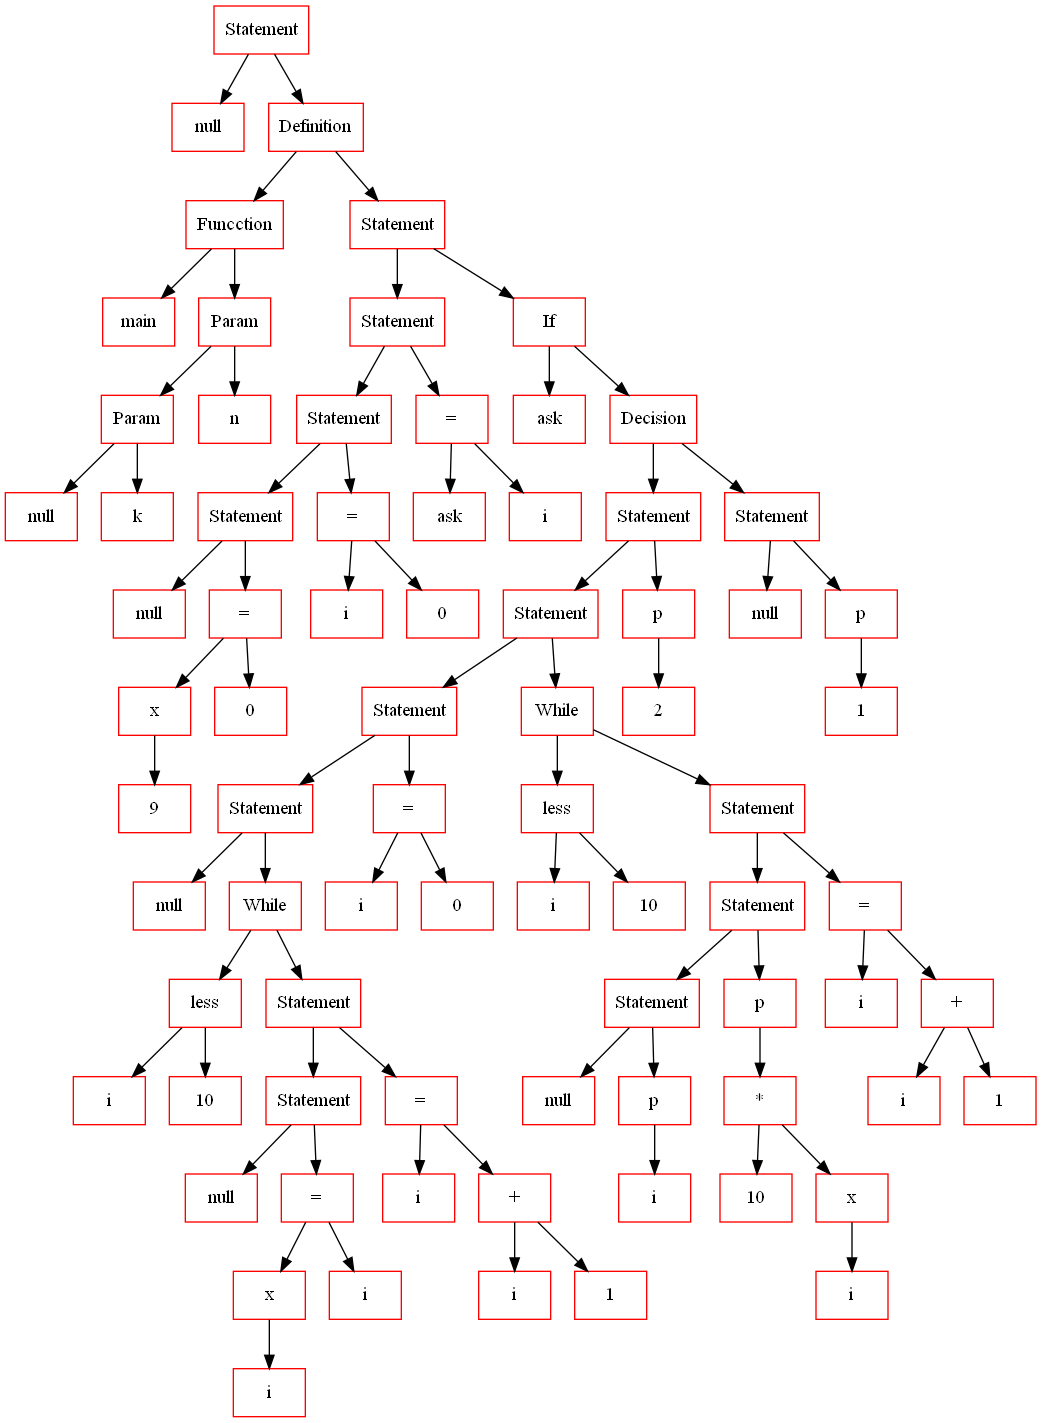 Statement
null
Definition
Funcction
Statement
main
Param
Statement
If
Param
n
Statement
=
ask
Decision
null
k
Statement
=
ask
i
Statement
Statement
null
=
i
0
Statement
p
null
p
x
0
Statement
While
2
1
9
Statement
=
less
Statement
null
While
i
0
i
10
Statement
=
less
Statement
Statement
p
i
+
i
10
Statement
=
null
p
*
i
1
null
=
i
+
i
10
x
x
i
i
1
i
i